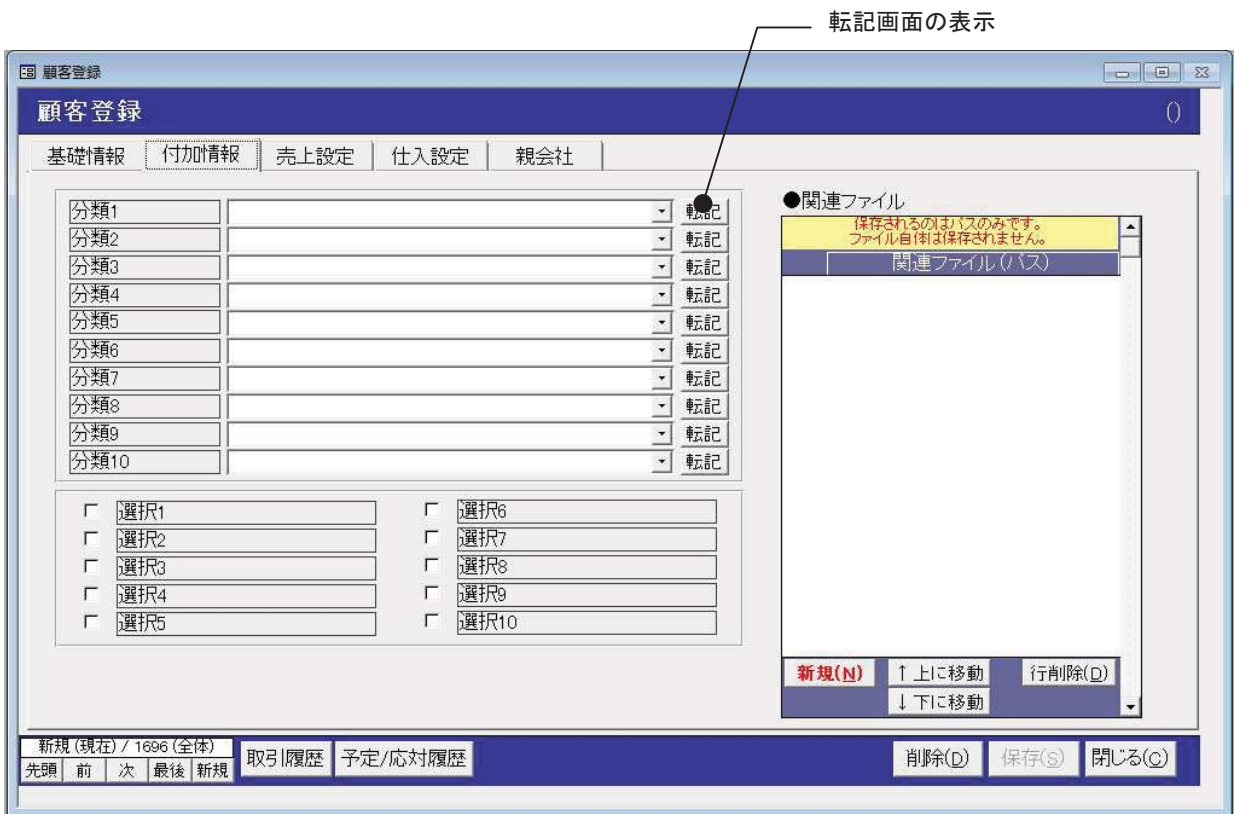 転記画面の表示
顧客登録
顧客登録 ()
基礎情報 付加情報 売上設定 仕入設定 親会社
分類1 転記
分類2 転記
分類3 転記
分類4 転記
分類5 転記
分類6 転記
分類7 転記
分類8 転記
分類9 転記
分類10 転記
選択1 選択6
選択2 選択7
選択3 選択8
選択4 選択9
選択5 選択10
●関連ファイル
保存されるのはパスのみです。
ファイル自体は保存されません。
関連ファイル(パス)
新規(N) ↑上に移動 行削除(D)
↓下に移動
新規(現在) / 1696(全体)
先頭 前 次 最後 新規
取引履歴 予定/応対履歴 削除(D) 保存(S) 閉じる(C)